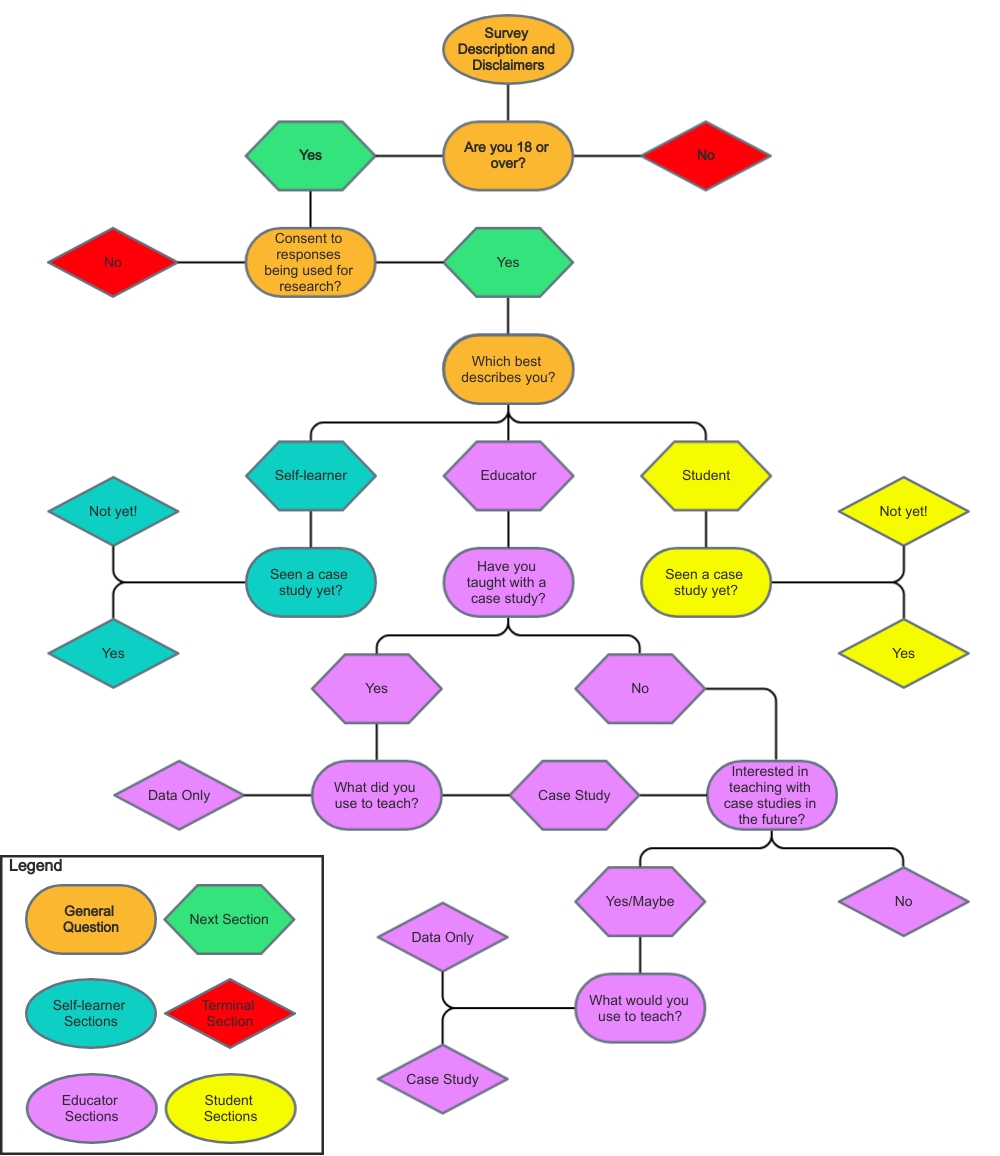 Survey
Description and
Disclaimers
Yes
Are you 18 or
over?
No
No
Consent to
responses
being used for
research?
Yes
Which best
describes you?
Self-learner
Educator
Student
Not yet!
Not yet!
Seen a case
study yet?
Have you
taught with a
case study?
Seen a case
study yet?
Yes
Yes
Yes
No
Data Only
What did you
use to teach?
Case Study
Interested in
teaching with
case studies in
the future?
Yes/Maybe
No
Data Only
What would you
use to teach?
Case Study
Legend
General
Question
Next Section
Self-learner
Sections
Terminal
Section
Educator
Sections
Student
Sections